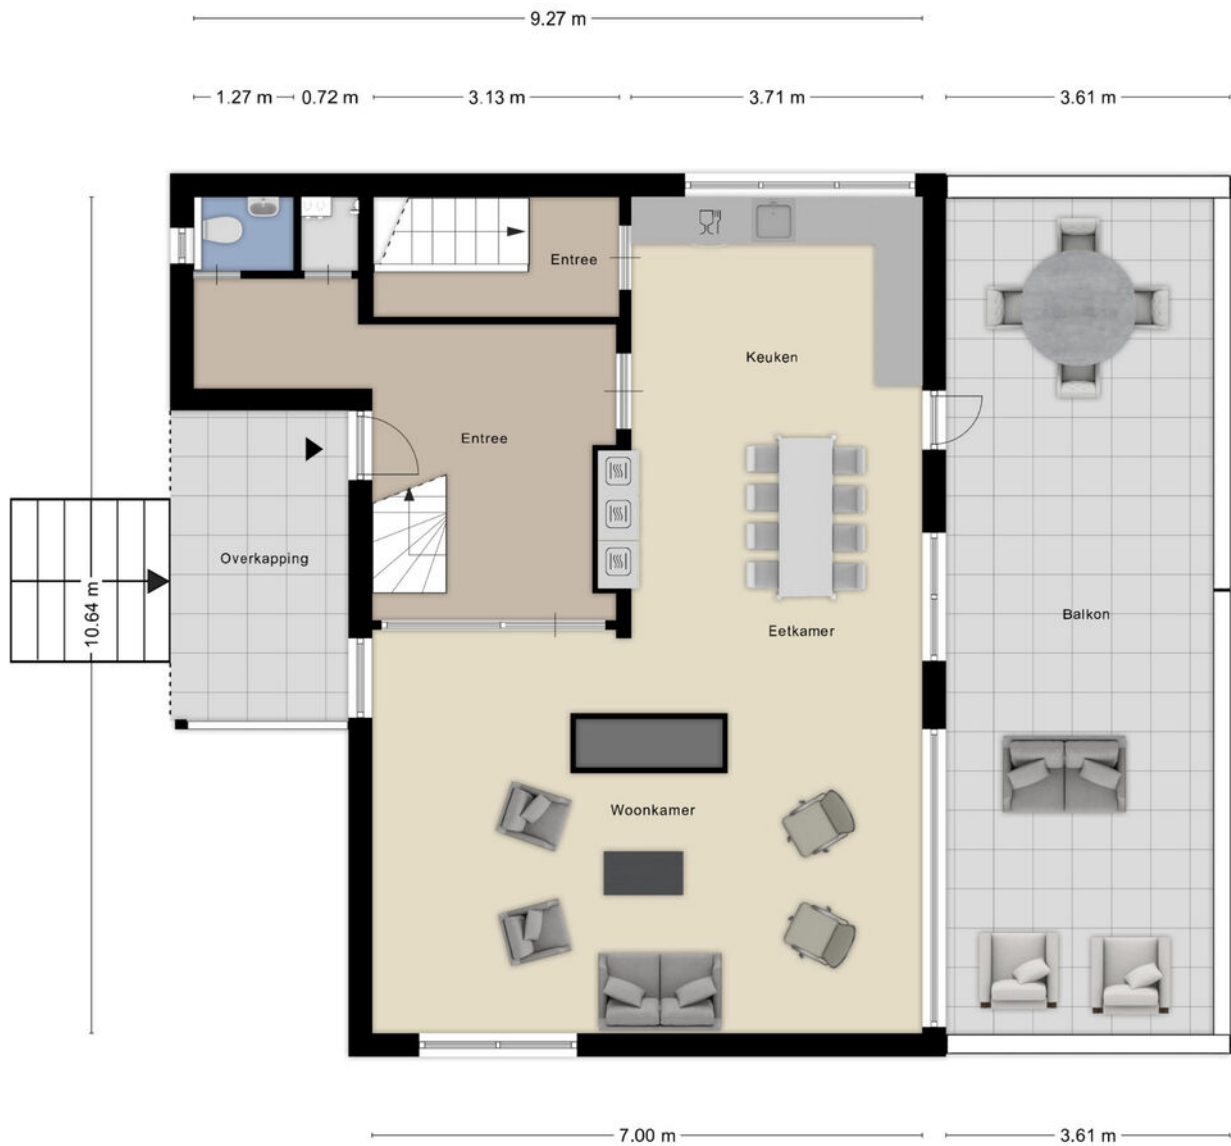 9.27 m
1.27 m
0.72 m
3.13 m
3.71 m
3.61 m
Entree
Keuken
Entree
Overkapping
10.64 m
Eetkamer
Balkon
Woonkamer
7.00 m
3.61 m